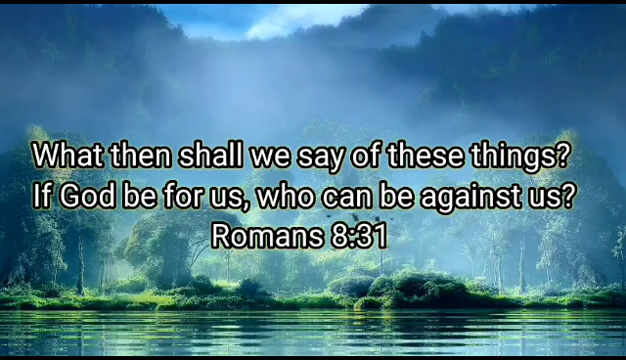 What then shall we say of these things?
If God be for us, who can be against us?
Romans 8:31